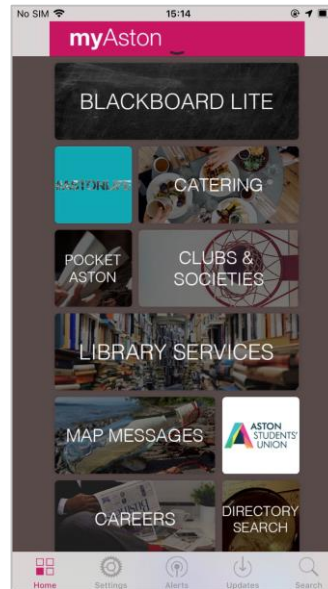 No SIM 15:14
myAston
BLACKBOARD LITE
CATERING
POCKET
ASTON
CLUBS &
SOCIETIES
LIBRARY SERVICES
MAP MESSAGES
ASTON
STUDENTS'
UNION
CAREERS
DIRECTORY
SEARCH
Home Settings Alerts Updates Search